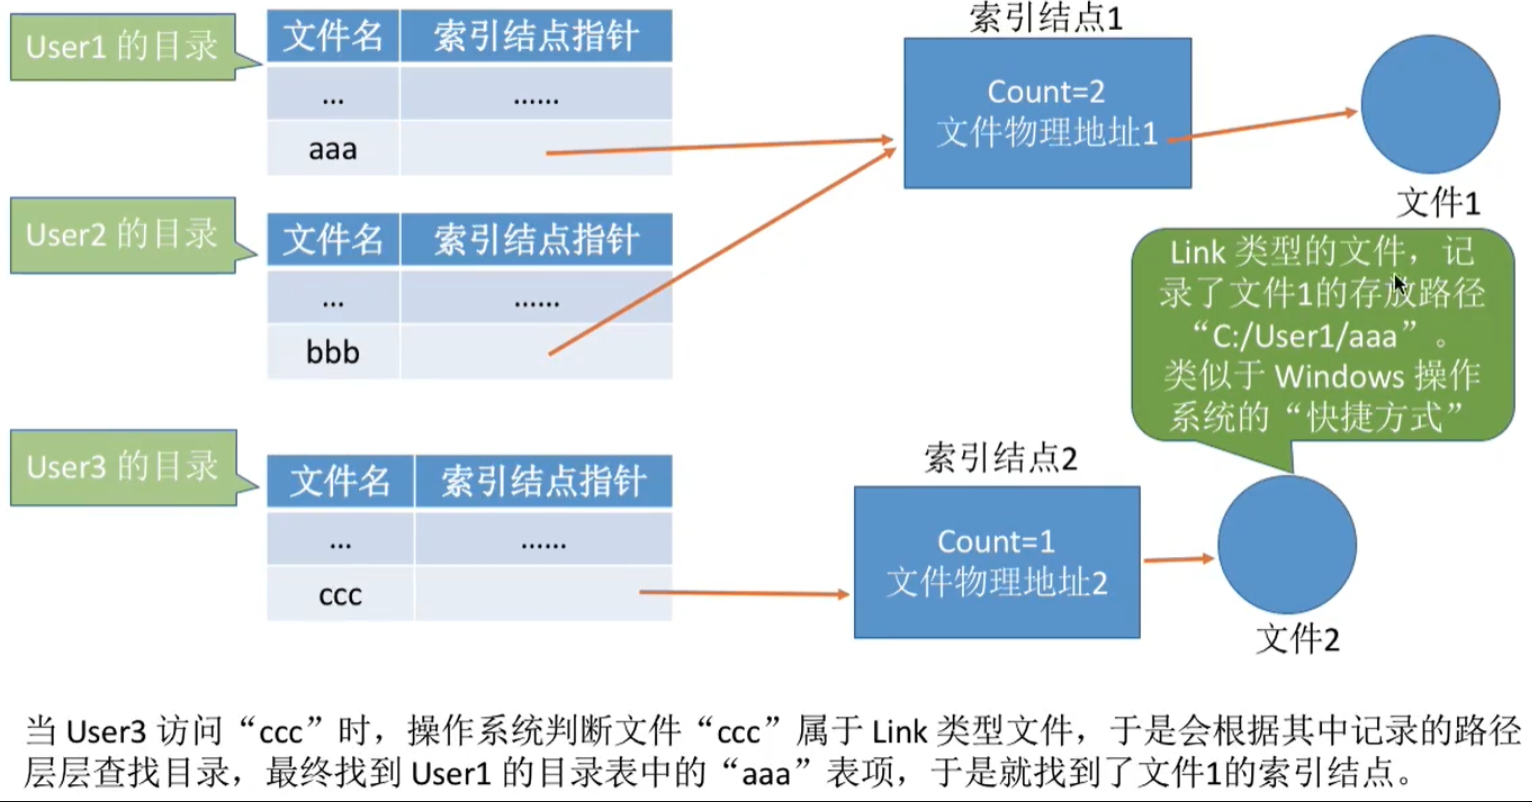 User1 的目录
文件名 索引结点指针
... ......
aaa
索引结点1
Count=2
文件物理地址1
文件1
User2 的目录
文件名 索引结点指针
... ......
bbb
Link 类型的文件，记
录了文件1的存放路径
“C:/User1/aaa”。
类似于 Windows 操作
系统的“快捷方式”
User3 的目录
文件名 索引结点指针
... ......
ccc
索引结点2
Count=1
文件物理地址2
文件2
当 User3 访问“ccc”时，操作系统判断文件“ccc”属于 Link 类型文件，于是会根据其中记录的路径
层层查找目录，最终找到 User1 的目录表中的“aaa”表项，于是就找到了文件1的索引结点。